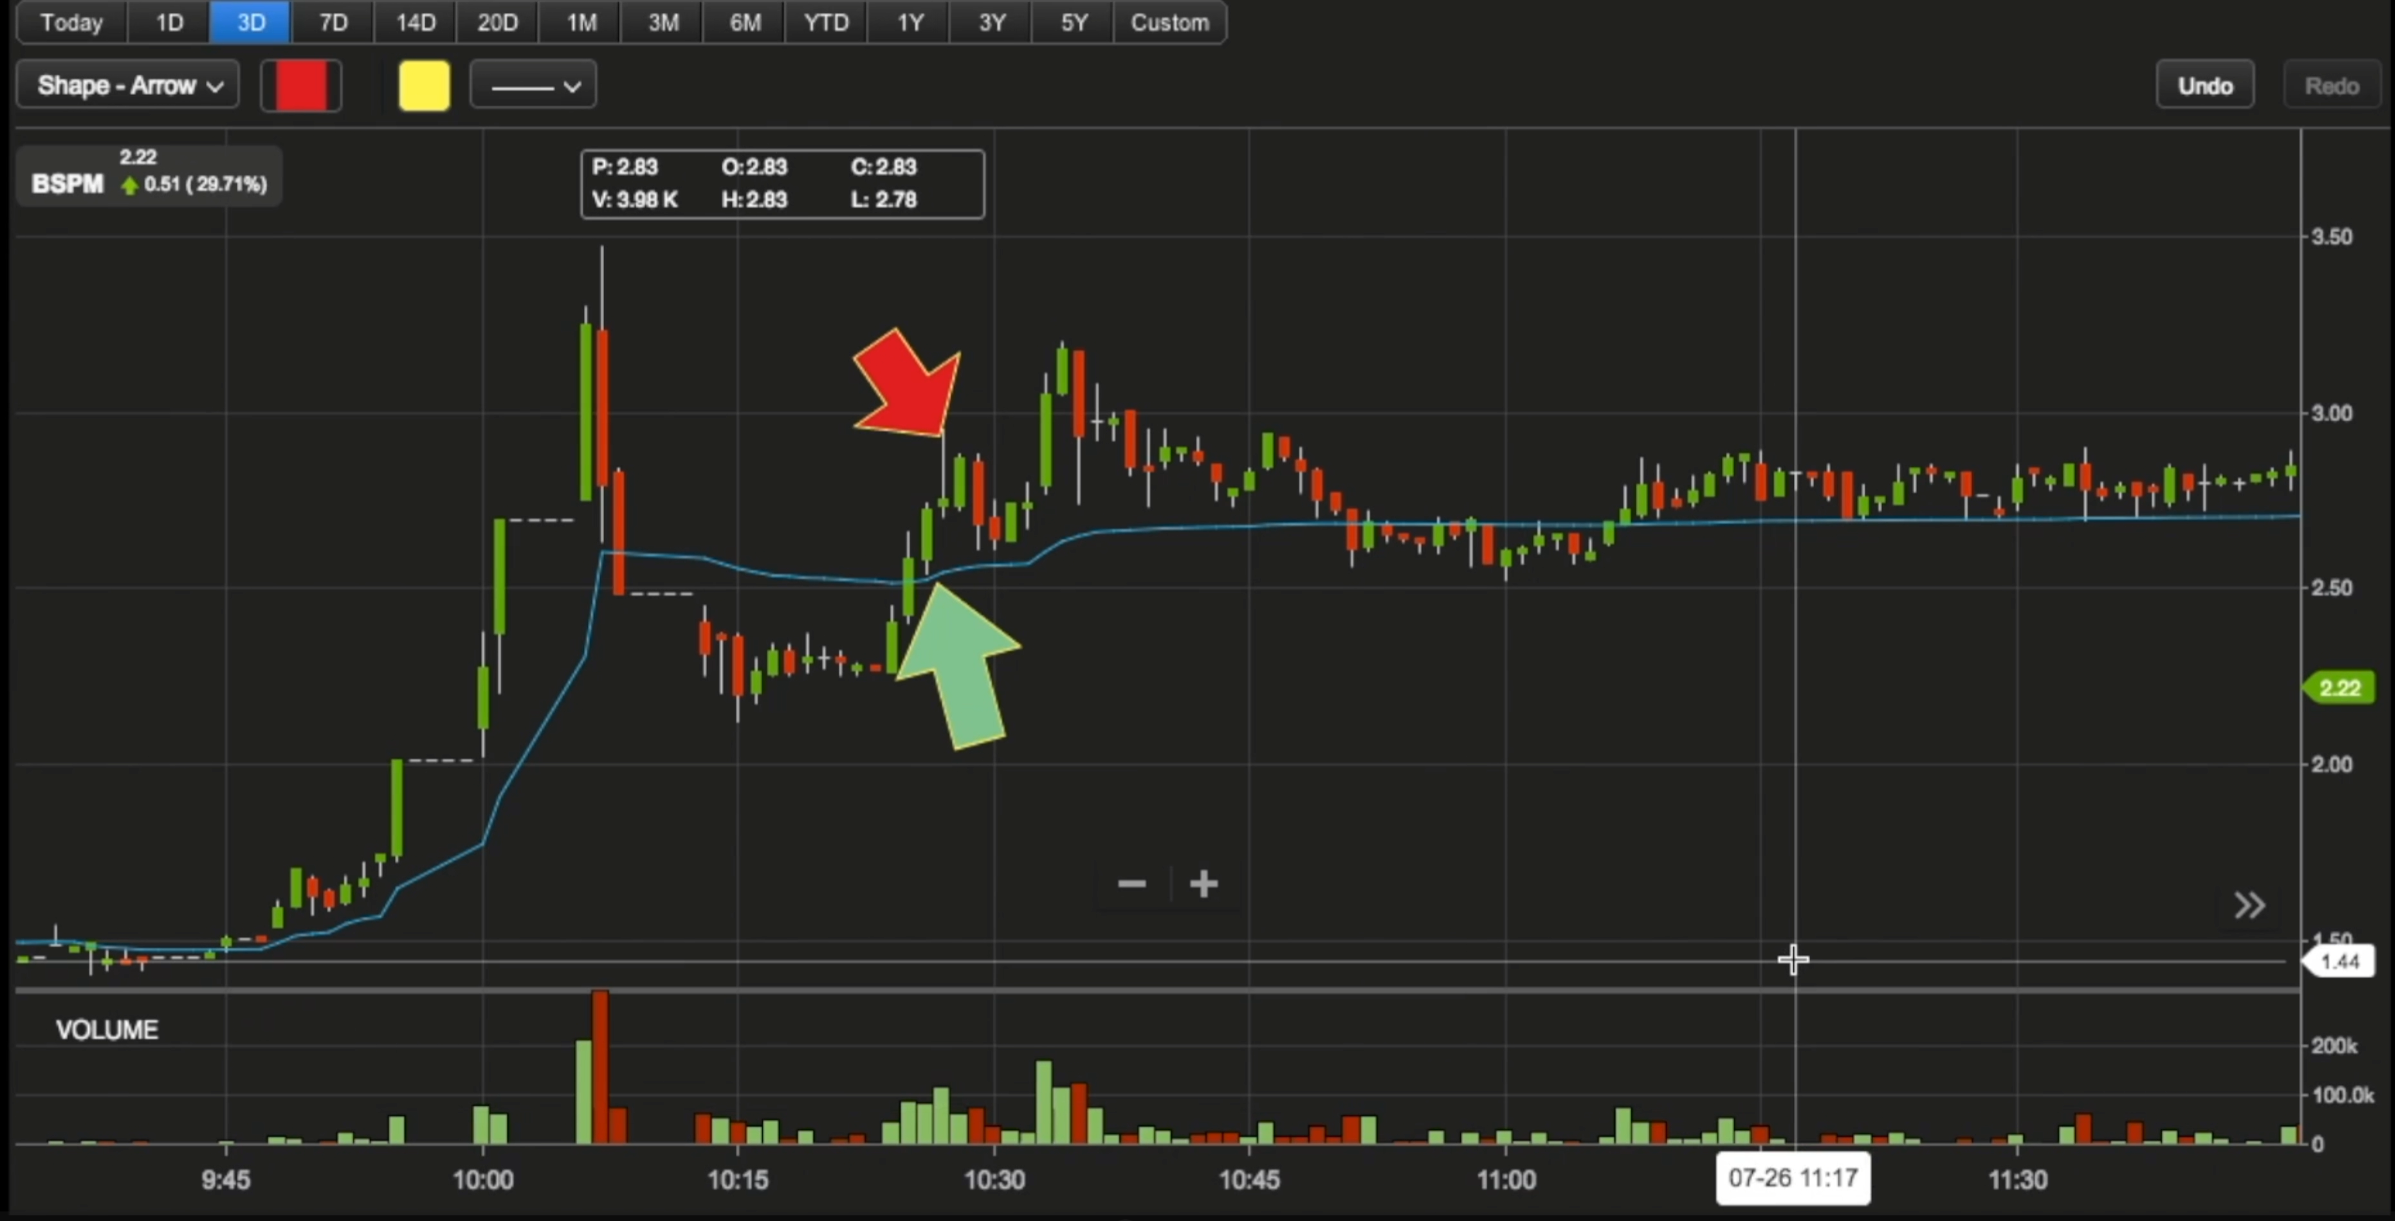 Today 1D 3D 7D 14D 20D 1M 3M 6M YTD 1Y 3Y 5Y Custom
Shape - Arrow Undo Redo
2.22
BSPM 0.51 ( 29.71%)
P: 2.83 O: 2.83 C: 2.83
V: 3.98 K H: 2.83 L: 2.78
3.50
3.00
2.50
2.22
2.00
1.50
1.44
VOLUME
200k
100.0k
0
9:45 10:00 10:15 10:30 10:45 11:00 07-26 11:17 11:30